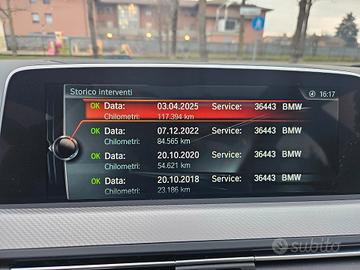 Storico interventi 16:17
OK Data: 03.04.2025 Service: 36443 BMW
Chilometri: 117.394 km
OK Data: 07.12.2022 Service: 36443 BMW
Chilometri: 84.565 km
OK Data: 20.10.2020 Service: 36443 BMW
Chilometri: 54.621 km
OK Data: 20.10.2018 Service: 36443 BMW
Chilometri: 23.186 km
subito